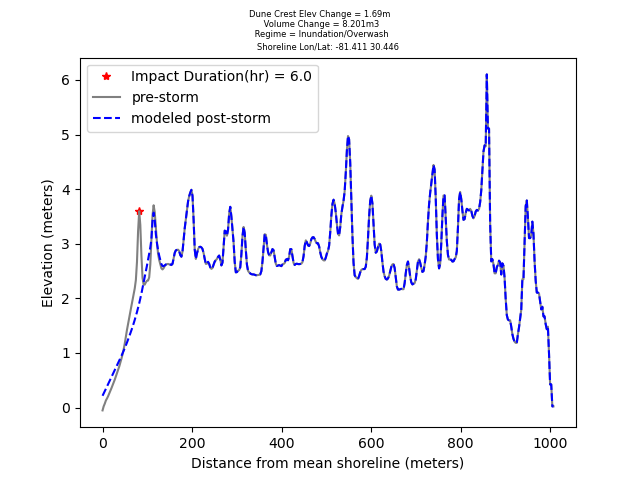 Dune Crest Elev Change = 1.69m
Volume Change = 8.201m3
Regime = Inundation/Overwash
Shoreline Lon/Lat: -81.411 30.446
Impact Duration(hr) = 6.0
pre-storm
modeled post-storm
Elevation (meters)
6
5
4
3
2
1
0
0 200 400 600 800 1000
Distance from mean shoreline (meters)